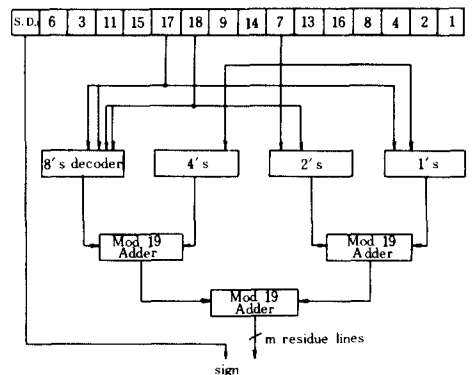 S.D. 6 3 11 15 17 18 9 14 7 13 16 8 4 2 1
8's decoder 4's 2's 1's
Mod 19 Adder Mod 19 Adder
Mod 19 Adder
m residue lines
sign